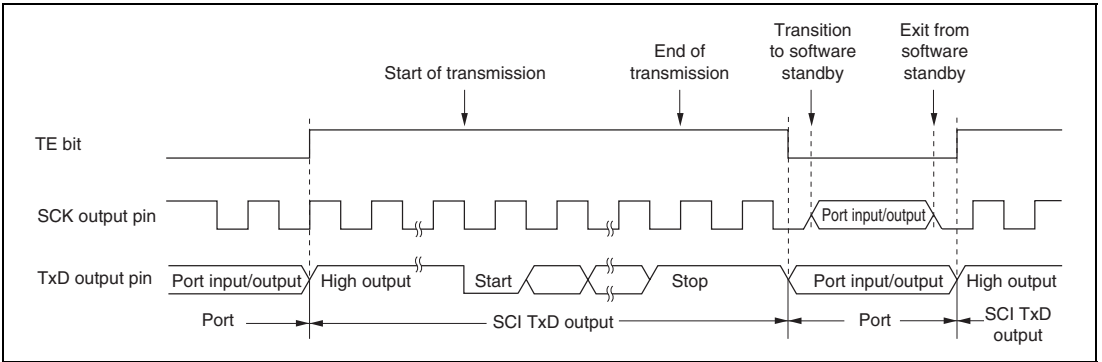 Transition
to software
standby
Exit from
software
standby
End of
transmission
Start of transmission
TE bit
SCK output pin
Port input/output
TxD output pin
Port input/output
High output
Start
Stop
Port input/output
High output
Port
SCI TxD output
Port
SCI TxD
output